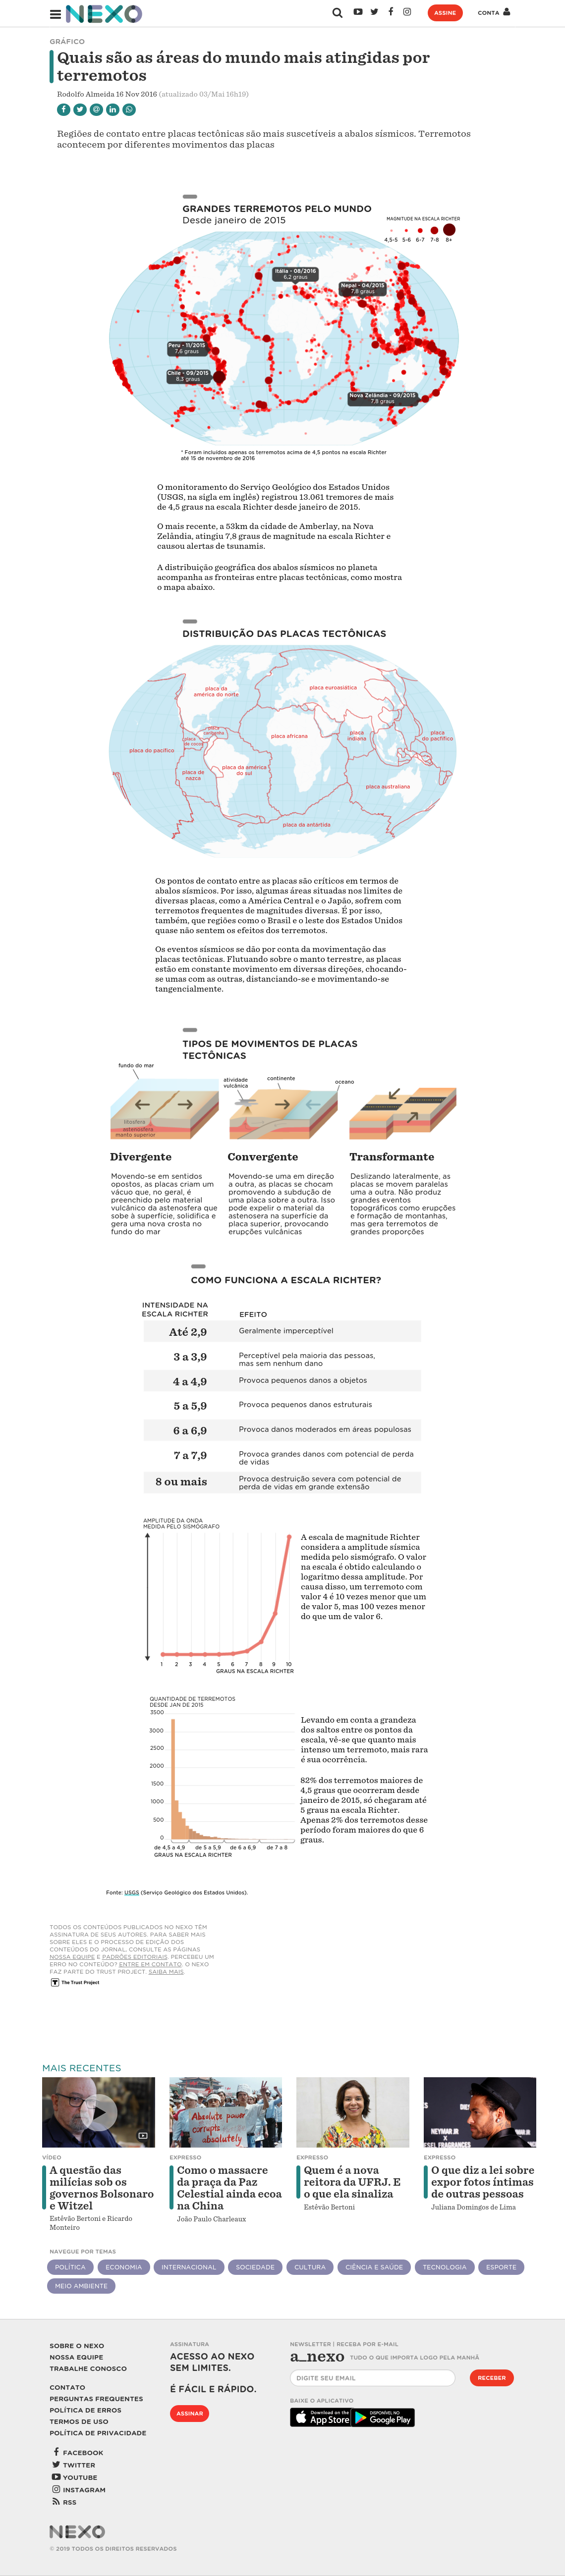 NEXO
ASSINE
CONTA
GRÁFICO
Quais são as áreas do mundo mais atingidas por
terremotos
Rodolfo Almeida 16 Nov 2016 (atualizado 03/Mai 16h19)
Regiões de contato entre placas tectônicas são mais suscetíveis a abalos sísmicos. Terremotos
acontecem por diferentes movimentos das placas
GRANDES TERREMOTOS PELO MUNDO
Desde janeiro de 2015
MAGNITUDE NA ESCALA RICHTER
4,5-5 5-6 6-7 7-8 8+
Itália - 08/2016
6,2 graus
Nepal - 04/2015
7,8 graus
Peru - 11/2015
7,6 graus
Chile - 09/2015
8,3 graus
Nova Zelândia - 09/2015
7,8 graus
* Foram incluídos apenas os terremotos acima de 4,5 pontos na escala Richter
até 15 de novembro de 2016
O monitoramento do Serviço Geológico dos Estados Unidos
(USGS, na sigla em inglês) registrou 13.061 tremores de mais
de 4,5 graus na escala Richter desde janeiro de 2015.
O mais recente, a 53km da cidade de Amberlay, na Nova
Zelândia, atingiu 7,8 graus de magnitude na escala Richter e
causou alertas de tsunamis.
A distribuição geográfica dos abalos sísmicos no planeta
acompanha as fronteiras entre placas tectônicas, como mostra
o mapa abaixo.
DISTRIBUIÇÃO DAS PLACAS TECTÔNICAS
placa da
américa do norte
placa euroasiática
placa
caribenha
placa
de cocos
placa africana
placa
indiana
placa
do pacífico
placa do pacífico
placa de
nazca
placa da américa
do sul
placa australiana
placa da antártida
Os pontos de contato entre as placas são críticos em termos de
abalos sísmicos. Por isso, algumas áreas situadas nos limites de
diversas placas, como a América Central e o Japão, sofrem com
terremotos frequentes de magnitudes diversas. É por isso,
também, que regiões como o Brasil e o leste dos Estados Unidos
quase não sentem os efeitos dos terremotos.
Os eventos sísmicos se dão por conta da movimentação das
placas tectônicas. Flutuando sobre o manto terrestre, as placas
estão em constante movimento em diversas direções, chocando-
se umas com as outras, distanciando-se e movimentando-se
tangencialmente.
TIPOS DE MOVIMENTOS DE PLACAS
TECTÔNICAS
fundo do mar
litosfera
astenosfera
manto superior
atividade
vulcânica
continente
oceano
Divergente
Movendo-se em sentidos
opostos, as placas criam um
vácuo que, no geral, é
preenchido pelo material
vulcânico da astenosfera que
sobe à superfície, solidifica e
gera uma nova crosta no
fundo do mar
Convergente
Movendo-se uma em direção
a outra, as placas se chocam
promovendo a subdução de
uma placa sobre a outra. Isso
pode expelir o material da
astenosera na superfície da
placa superior, provocando
erupções vulcânicas
Transformante
Deslizando lateralmente, as
placas se movem paralelas
uma a outra. Não produz
grandes eventos
topográficos como erupções
e formação de montanhas,
mas gera terremotos de
grandes proporções
COMO FUNCIONA A ESCALA RICHTER?
INTENSIDADE NA
ESCALA RICHTER
EFEITO
Até 2,9
Geralmente imperceptível
3 a 3,9
Perceptível pela maioria das pessoas,
mas sem nenhum dano
4 a 4,9
Provoca pequenos danos a objetos
5 a 5,9
Provoca pequenos danos estruturais
6 a 6,9
Provoca danos moderados em áreas populosas
7 a 7,9
Provoca grandes danos com potencial de perda
de vidas
8 ou mais
Provoca destruição severa com potencial de
perda de vidas em grande extensão
AMPLITUDE DA ONDA
MEDIDA PELO SISMÓGRAFO
1 2 3 4 5 6 7 8 9 10
GRAUS NA ESCALA RICHTER
A escala de magnitude Richter
considera a amplitude sísmica
medida pelo sismógrafo. O valor
na escala é obtido calculando o
logaritmo dessa amplitude. Por
causa disso, um terremoto com
valor 4 é 10 vezes menor que um
de valor 5, mas 100 vezes menor
do que um de valor 6.
QUANTIDADE DE TERREMOTOS
DESDE JAN DE 2015
3500
3000
2500
2000
1500
1000
500
0
de 4,5 a 4,9 de 5 a 5,9 de 6 a 6,9 de 7 a 8
GRAUS NA ESCALA RICHTER
Levando em conta a grandeza
dos saltos entre os pontos da
escala, vê-se que quanto mais
intenso um terremoto, mais rara
é sua ocorrência.
82% dos terremotos maiores de
4,5 graus que ocorreram desde
janeiro de 2015, só chegaram até
5 graus na escala Richter.
Apenas 2% dos terremotos desse
período foram maiores do que 6
graus.
Fonte: USGS (Serviço Geológico dos Estados Unidos).
TODOS OS CONTEÚDOS PUBLICADOS NO NEXO TÊM
ASSINATURA DE SEUS AUTORES. PARA SABER MAIS
SOBRE ELES E O PROCESSO DE EDIÇÃO DOS
CONTEÚDOS DO JORNAL, CONSULTE AS PÁGINAS
NOSSA EQUIPE E PADRÕES EDITORIAIS. PERCEBEU UM
ERRO NO CONTEÚDO? ENTRE EM CONTATO. O NEXO
FAZ PARTE DO TRUST PROJECT. SAIBA MAIS.
T The Trust Project
MAIS RECENTES
Absolute power
corrupts
absolutely
NEYMAR JR
DIESEL FRAGRANCES
VÍDEO
A questão das
milícias sob os
governos Bolsonaro
e Witzel
Estêvão Bertoni e Ricardo
Monteiro
EXPRESSO
Como o massacre
da praça da Paz
Celestial ainda ecoa
na China
João Paulo Charleaux
EXPRESSO
Quem é a nova
reitora da UFRJ. E
o que ela sinaliza
Estêvão Bertoni
EXPRESSO
O que diz a lei sobre
expor fotos íntimas
de outras pessoas
Juliana Domingos de Lima
NAVEGUE POR TEMAS
POLÍTICA ECONOMIA INTERNACIONAL SOCIEDADE CULTURA CIÊNCIA E SAÚDE TECNOLOGIA ESPORTE
MEIO AMBIENTE
SOBRE O NEXO
NOSSA EQUIPE
TRABALHE CONOSCO
CONTATO
PERGUNTAS FREQUENTES
POLÍTICA DE ERROS
TERMOS DE USO
POLÍTICA DE PRIVACIDADE
FACEBOOK
TWITTER
YOUTUBE
INSTAGRAM
RSS
ASSINATURA
ACESSO AO NEXO
SEM LIMITES.
É FÁCIL E RÁPIDO.
ASSINAR
NEWSLETTER | RECEBA POR E-MAIL
a_nexo TUDO O QUE IMPORTA LOGO PELA MANHÃ
DIGITE SEU EMAIL
RECEBER
BAIXE O APLICATIVO
Download on the
App Store
DISPONÍVEL NO
Google Play
NEXO
© 2019 TODOS OS DIREITOS RESERVADOS